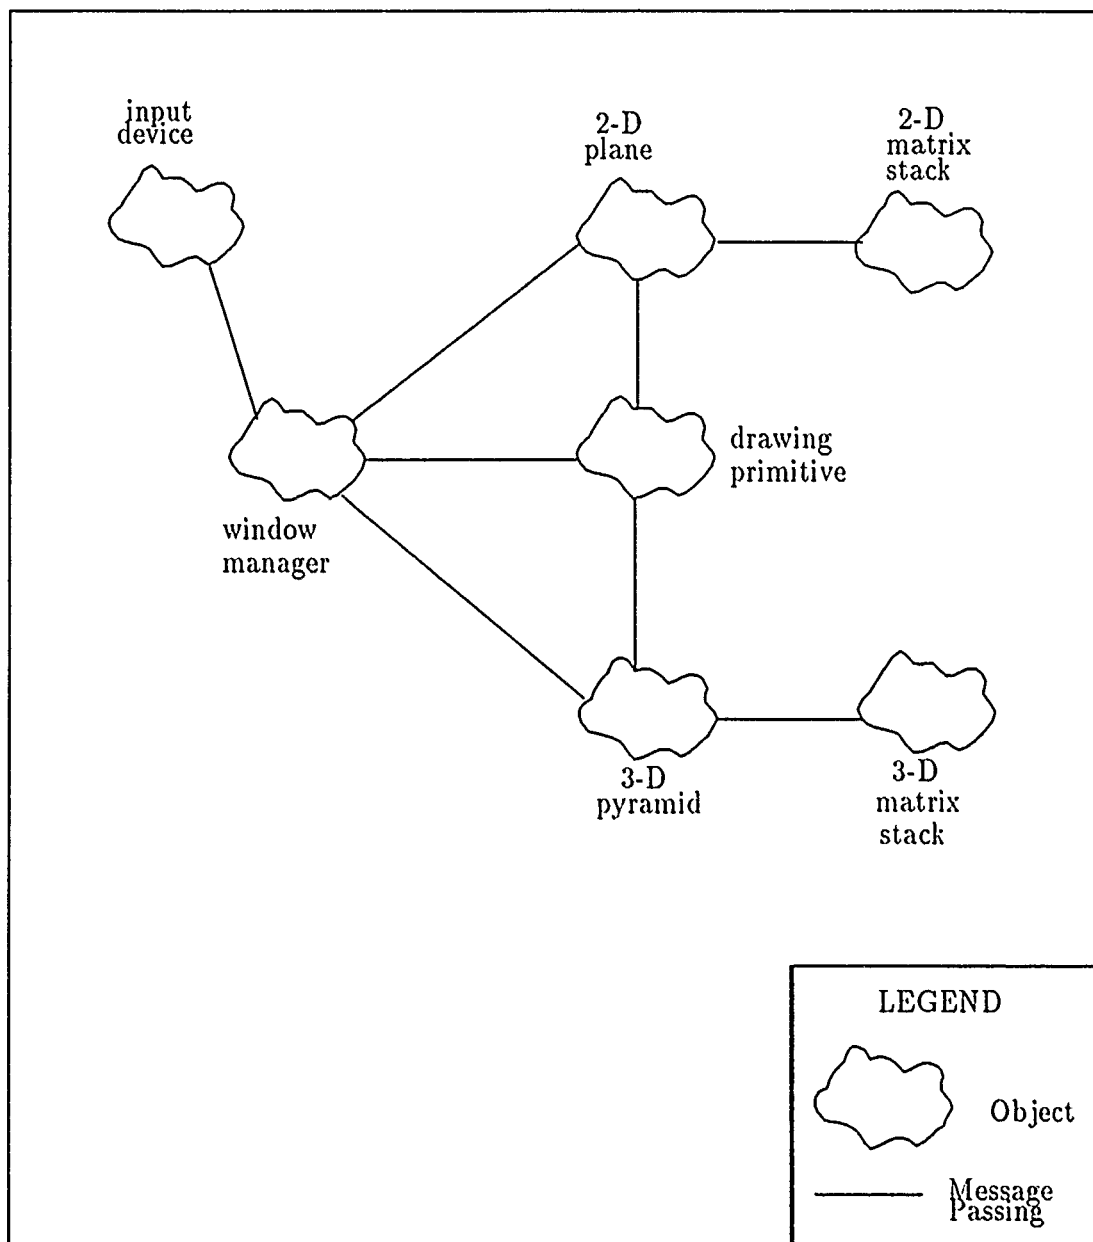 input
device
2-D
plane
2-D
matrix
stack
drawing
primitive
window
manager
3-D
pyramid
3-D
matrix
stack
LEGEND
Object
Message
Passing